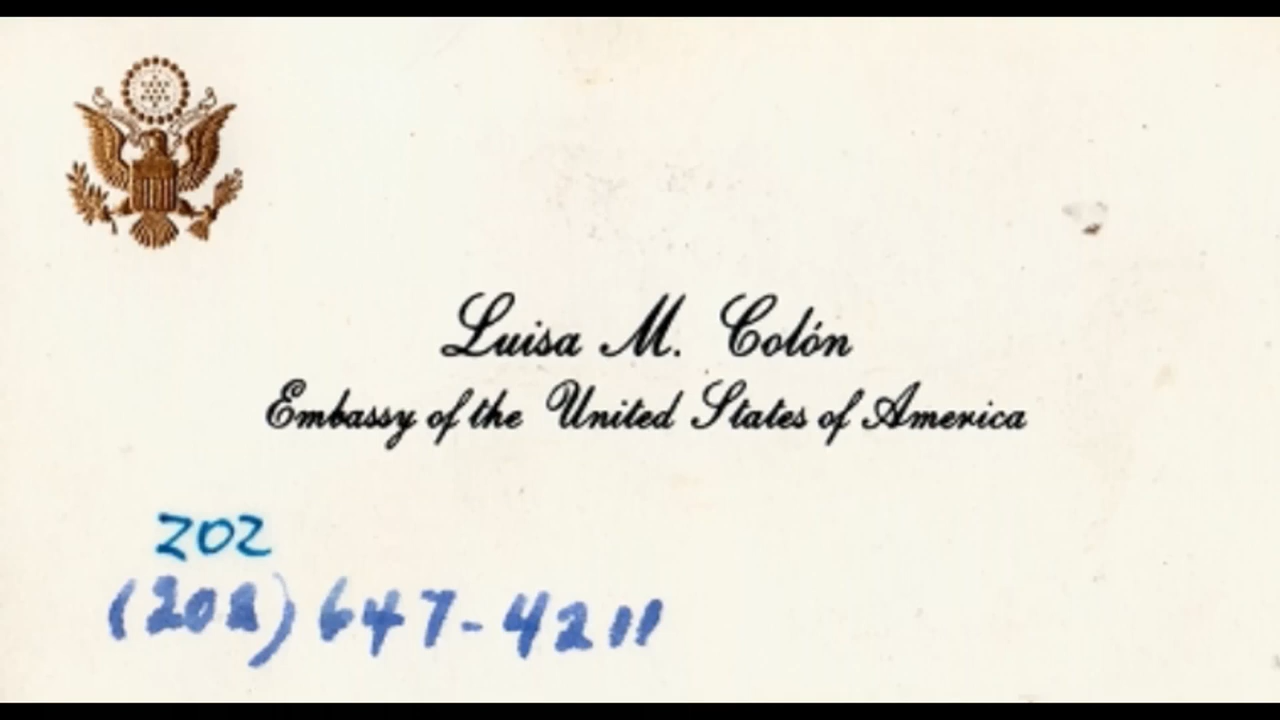 Luisa M. Colón
Embassy of the United States of America
202
(202) 647-4211